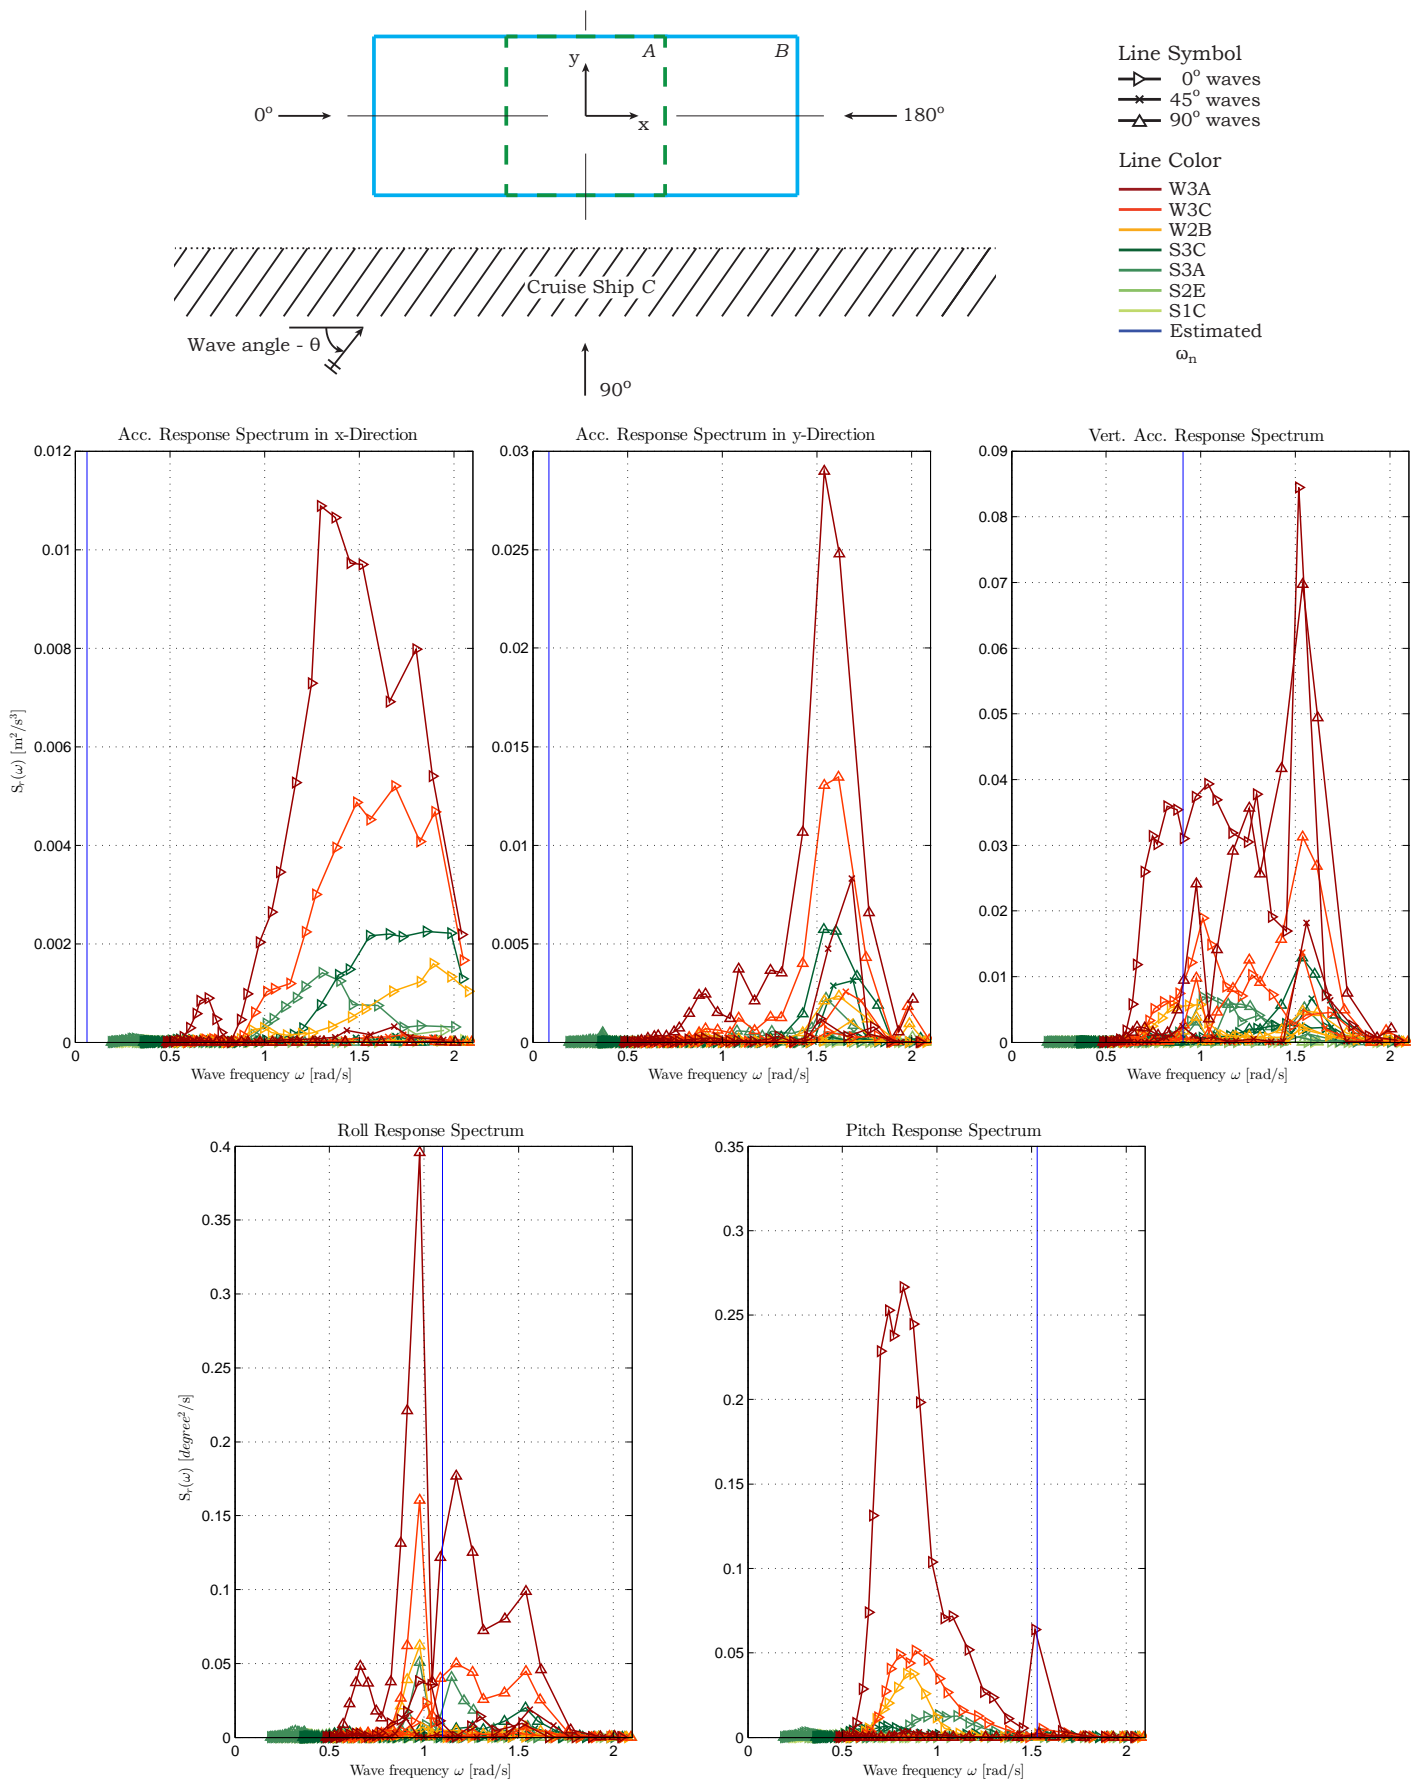 Line Symbol
0° waves
45° waves
90° waves
Line Color
W3A
W3C
W2B
S3C
S3A
S2E
S1C
Estimated
ωn
A
B
y
x
0°
180°
Cruise Ship C
Wave angle - θ
90°
Acc. Response Spectrum in x-Direction
0.012
0.01
0.008
0.006
0.004
0.002
0
0 0.5 1 1.5 2
Sr(ω) [m²/s³]
Wave frequency ω [rad/s]
Acc. Response Spectrum in y-Direction
0.03
0.025
0.02
0.015
0.01
0.005
0
0 0.5 1 1.5 2
Wave frequency ω [rad/s]
Vert. Acc. Response Spectrum
0.09
0.08
0.07
0.06
0.05
0.04
0.03
0.02
0.01
0
0 0.5 1 1.5 2
Wave frequency ω [rad/s]
Roll Response Spectrum
0.4
0.35
0.3
0.25
0.2
0.15
0.1
0.05
0
0 0.5 1 1.5 2
Sr(ω) [degree²/s]
Wave frequency ω [rad/s]
Pitch Response Spectrum
0.35
0.3
0.25
0.2
0.15
0.1
0.05
0
0 0.5 1 1.5 2
Wave frequency ω [rad/s]